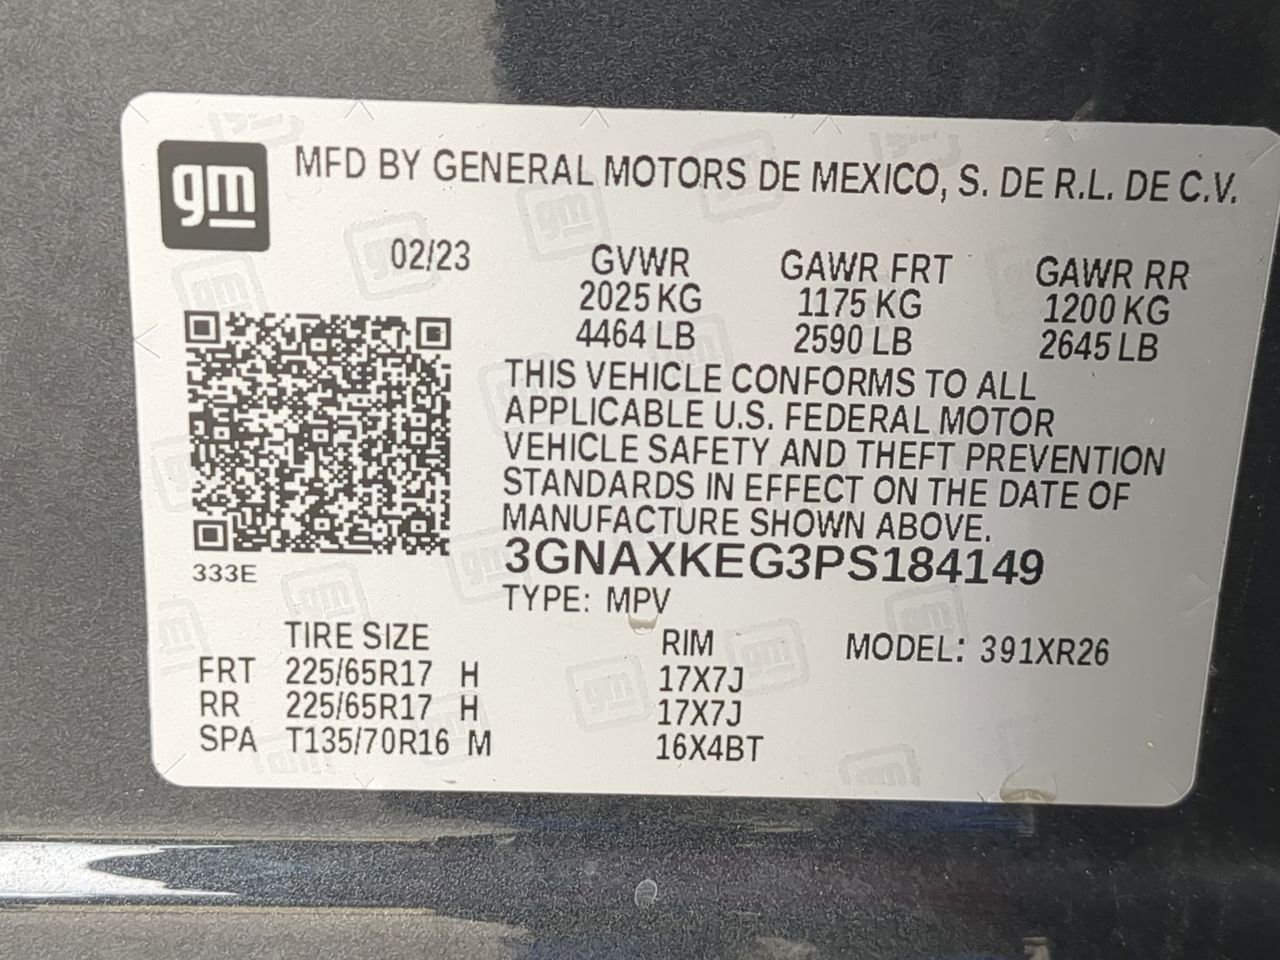 gm
MFD BY GENERAL MOTORS DE MEXICO, S. DE R.L. DE C.V.
02/23 GVWR GAWR FRT GAWR RR
2025 KG 1175 KG 1200 KG
4464 LB 2590 LB 2645 LB
THIS VEHICLE CONFORMS TO ALL
APPLICABLE U.S. FEDERAL MOTOR
VEHICLE SAFETY AND THEFT PREVENTION
STANDARDS IN EFFECT ON THE DATE OF
MANUFACTURE SHOWN ABOVE.
3GNAXKEG3PS184149
333E
TYPE: MPV
TIRE SIZE RIM MODEL: 391XR26
FRT 225/65R17 H 17X7J
RR 225/65R17 H 17X7J
SPA T135/70R16 M 16X4BT